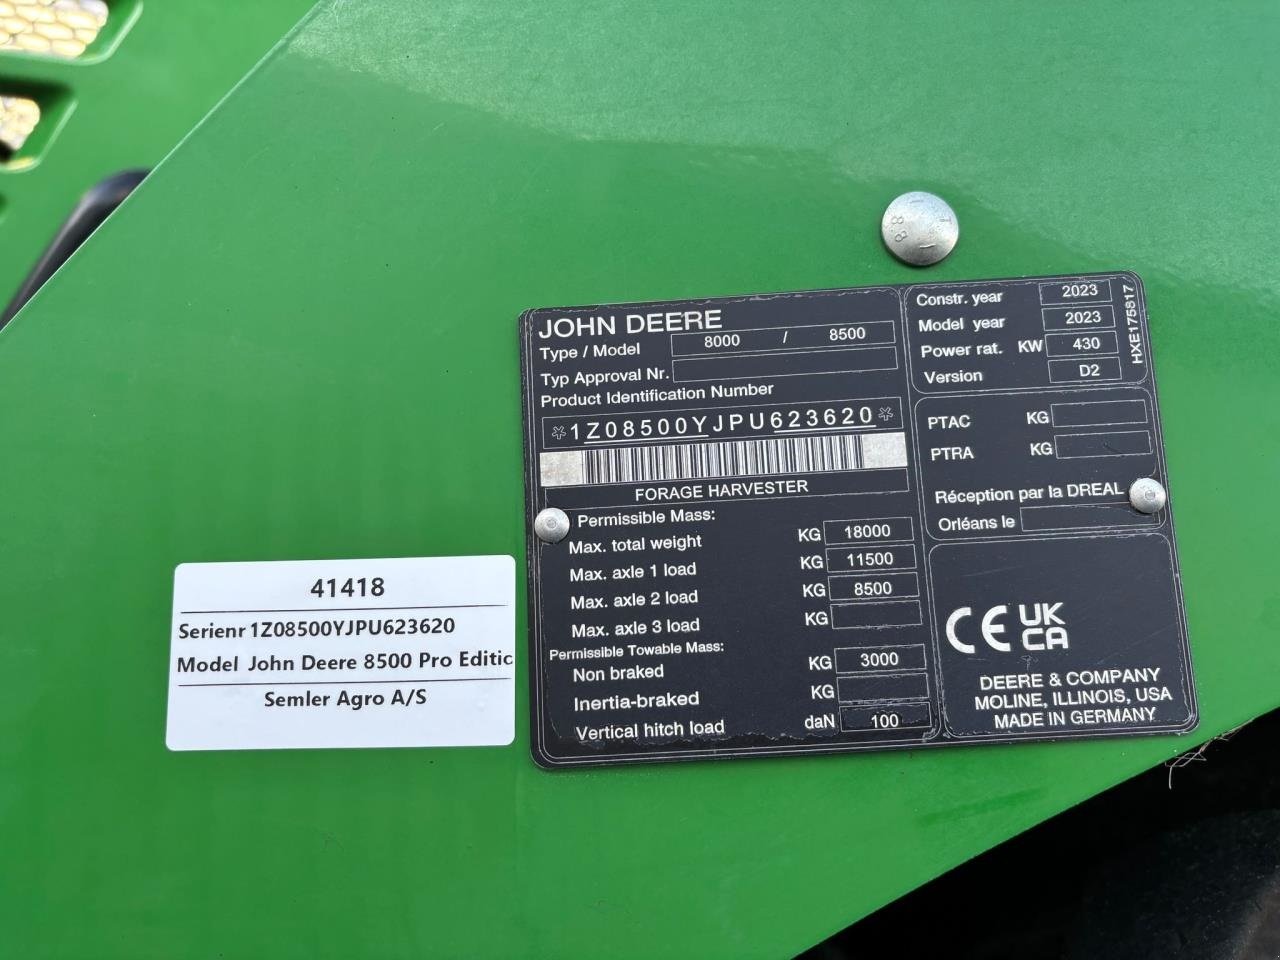 JOHN DEERE
Type / Model 8000 / 8500
Typ Approval Nr.
Product Identification Number
*1Z08500YJPU623620*
FORAGE HARVESTER
Permissible Mass:
Max. total weight KG 18000
Max. axle 1 load KG 11500
Max. axle 2 load KG 8500
Max. axle 3 load KG
Permissible Towable Mass:
Non braked KG 3000
Inertia-braked KG
Vertical hitch load daN 100
Constr. year 2023
Model year 2023
Power rat. KW 430
Version D2
HXE175817
PTAC KG
PTRA KG
Réception par la DREAL
Orléans le
CE UK
CA
DEERE & COMPANY
MOLINE, ILLINOIS, USA
MADE IN GERMANY
41418
Serienr 1Z08500YJPU623620
Model John Deere 8500 Pro Editic
Semler Agro A/S